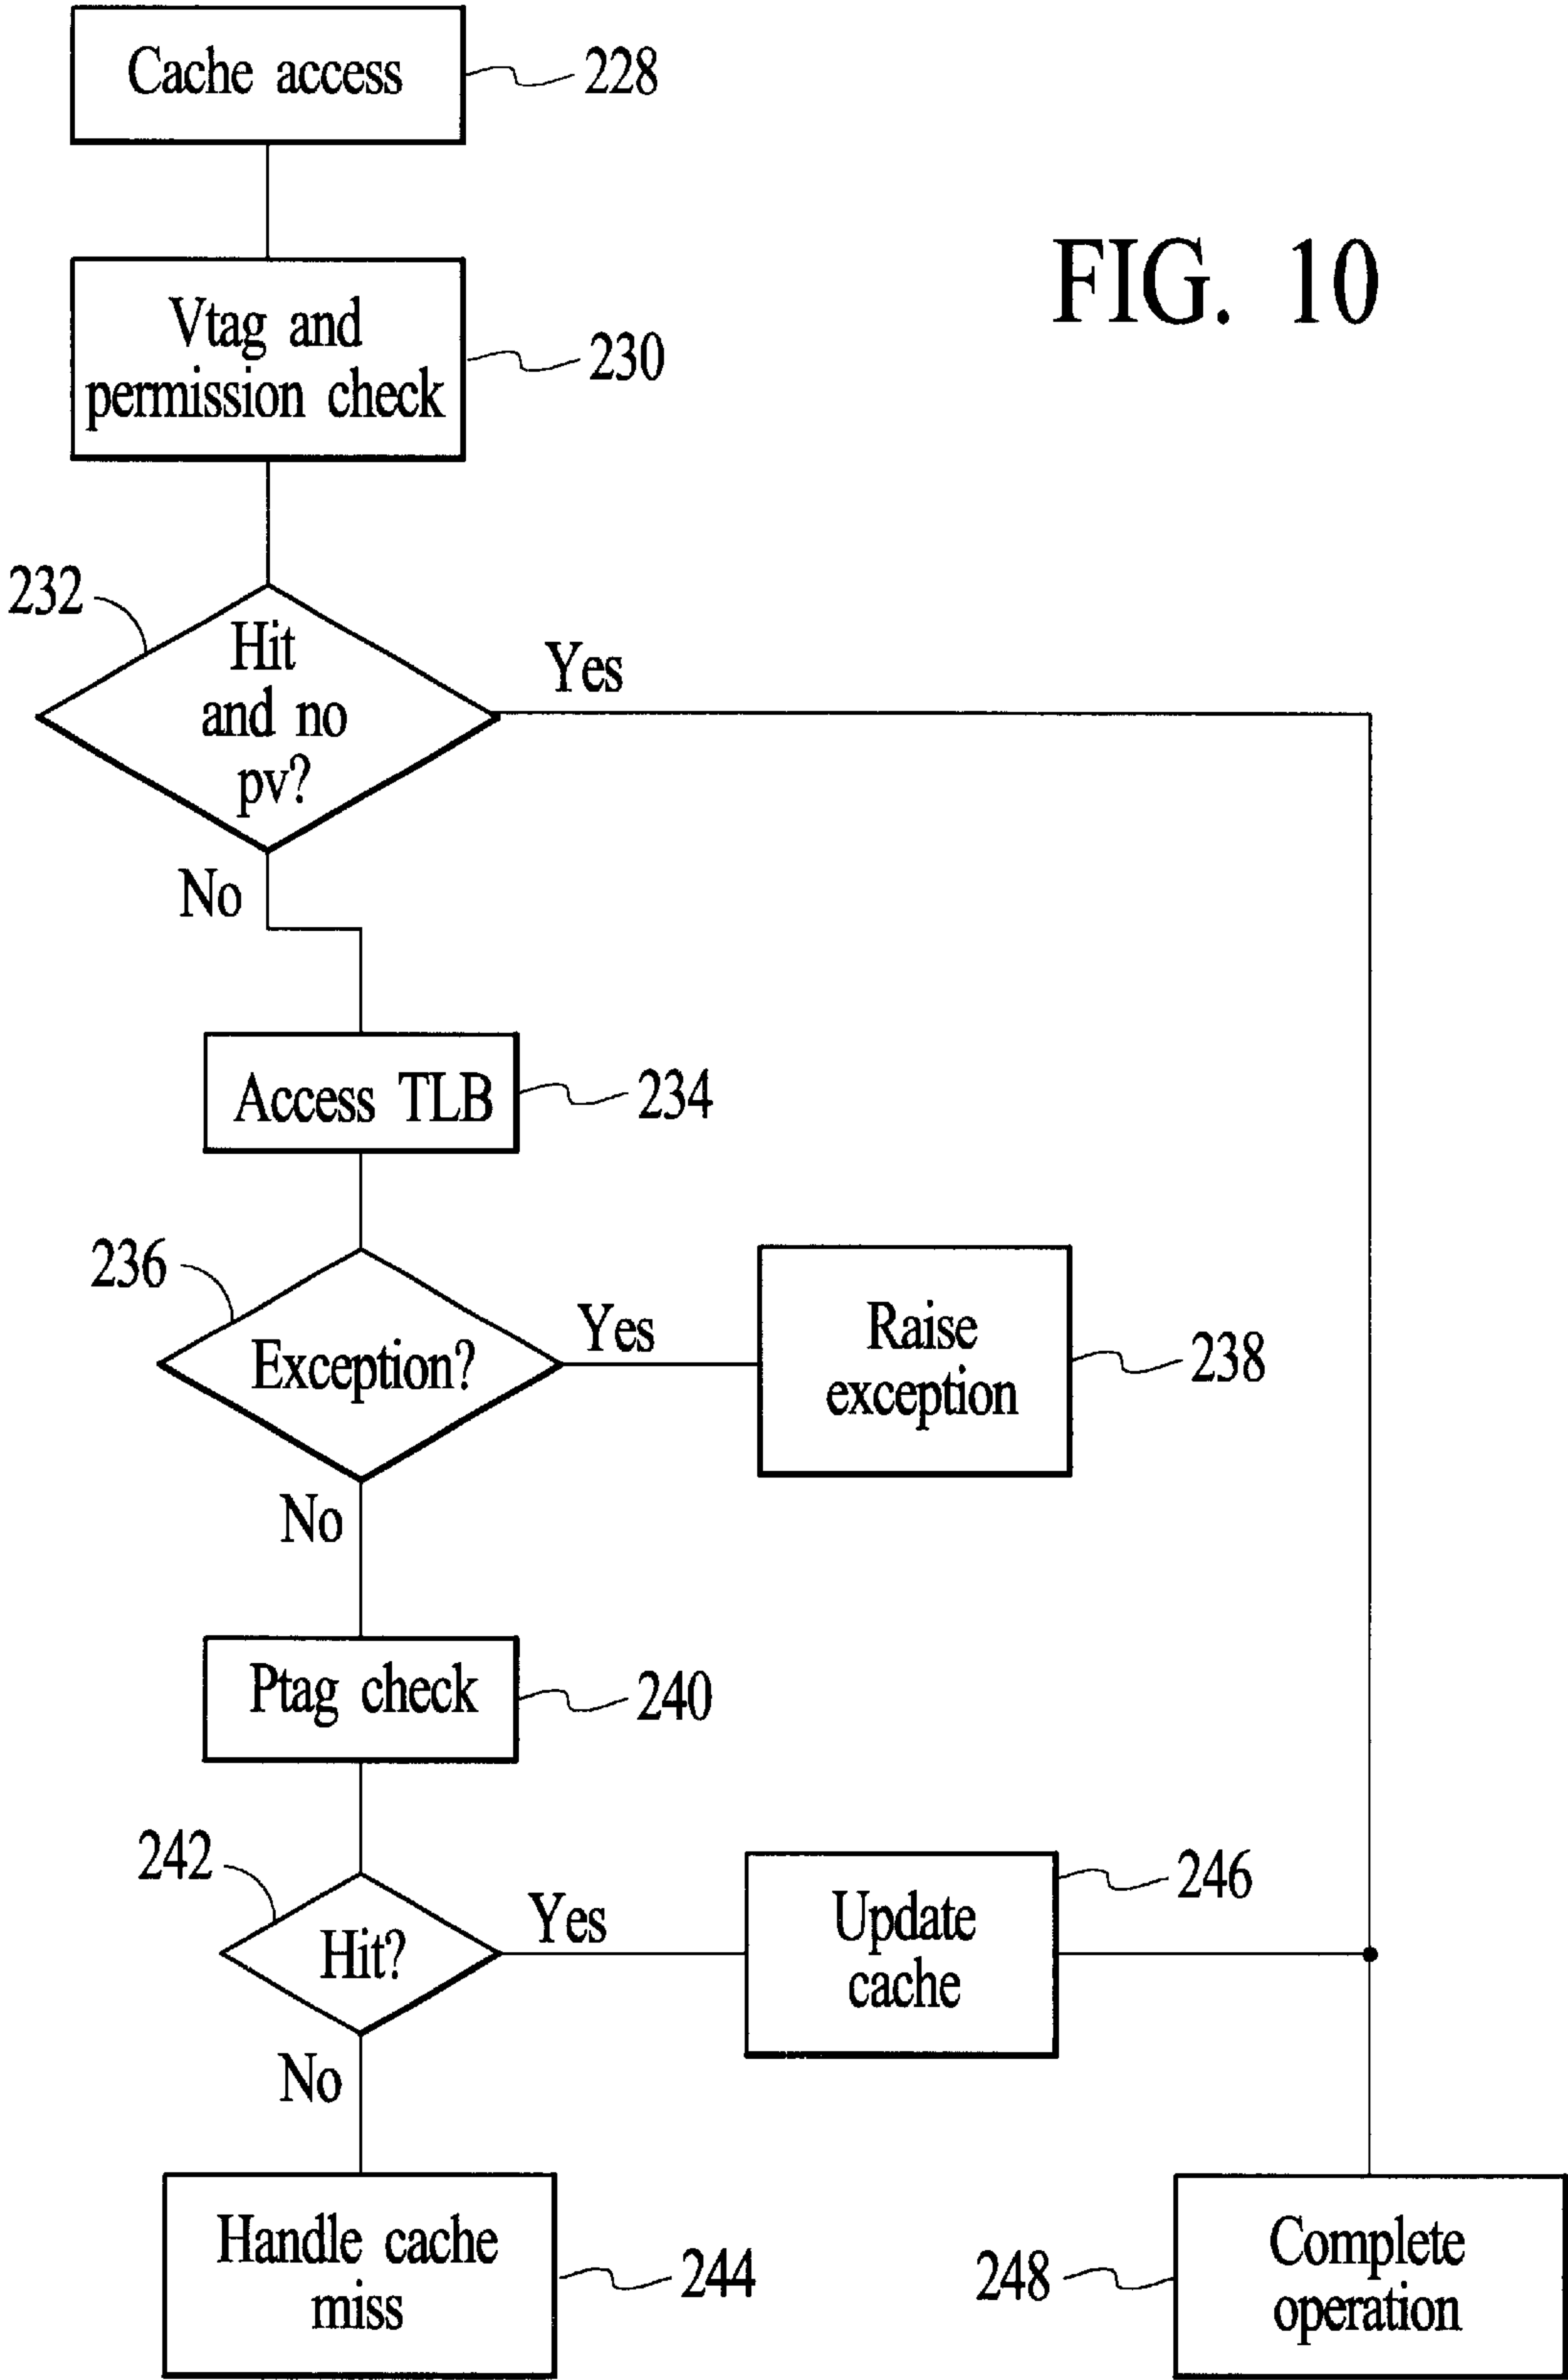 Cache access
228
FIG. 10
Vtag and
permission check
230
232
Hit
and no
pv?
Yes
No
Access TLB
234
236
Exception?
Yes
Raise
exception
238
No
Ptag check
240
242
Hit?
Yes
Update
cache
246
No
Handle cache
miss
244
248
Complete
operation